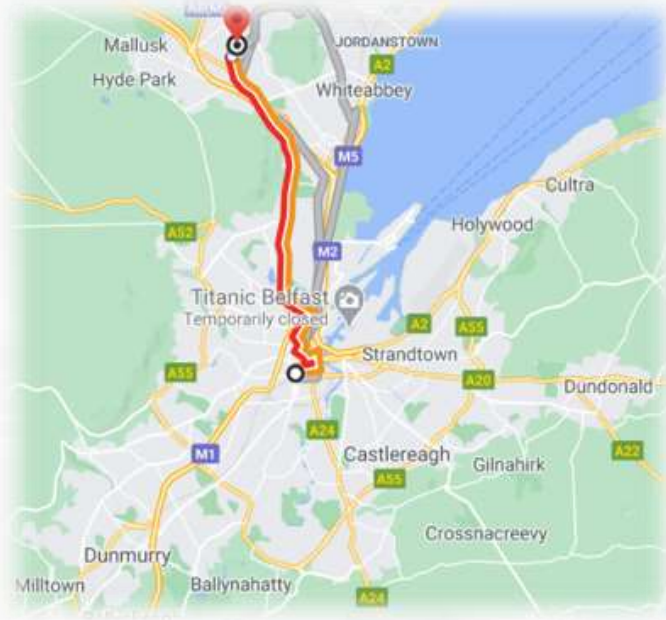 Mallusk
JORDANSTOWN
A2
Hyde Park
Whiteabbey
M5
Cultra
A52
Holywood
M2
Titanic Belfast
Temporarily closed
A2
A55
Strandtown
A55
A20
Dundonald
A24
M1
Castlereagh
Gilnahirk
A22
A55
Crossnacreevy
Dunmurry
Milltown
Ballynahatty
A24